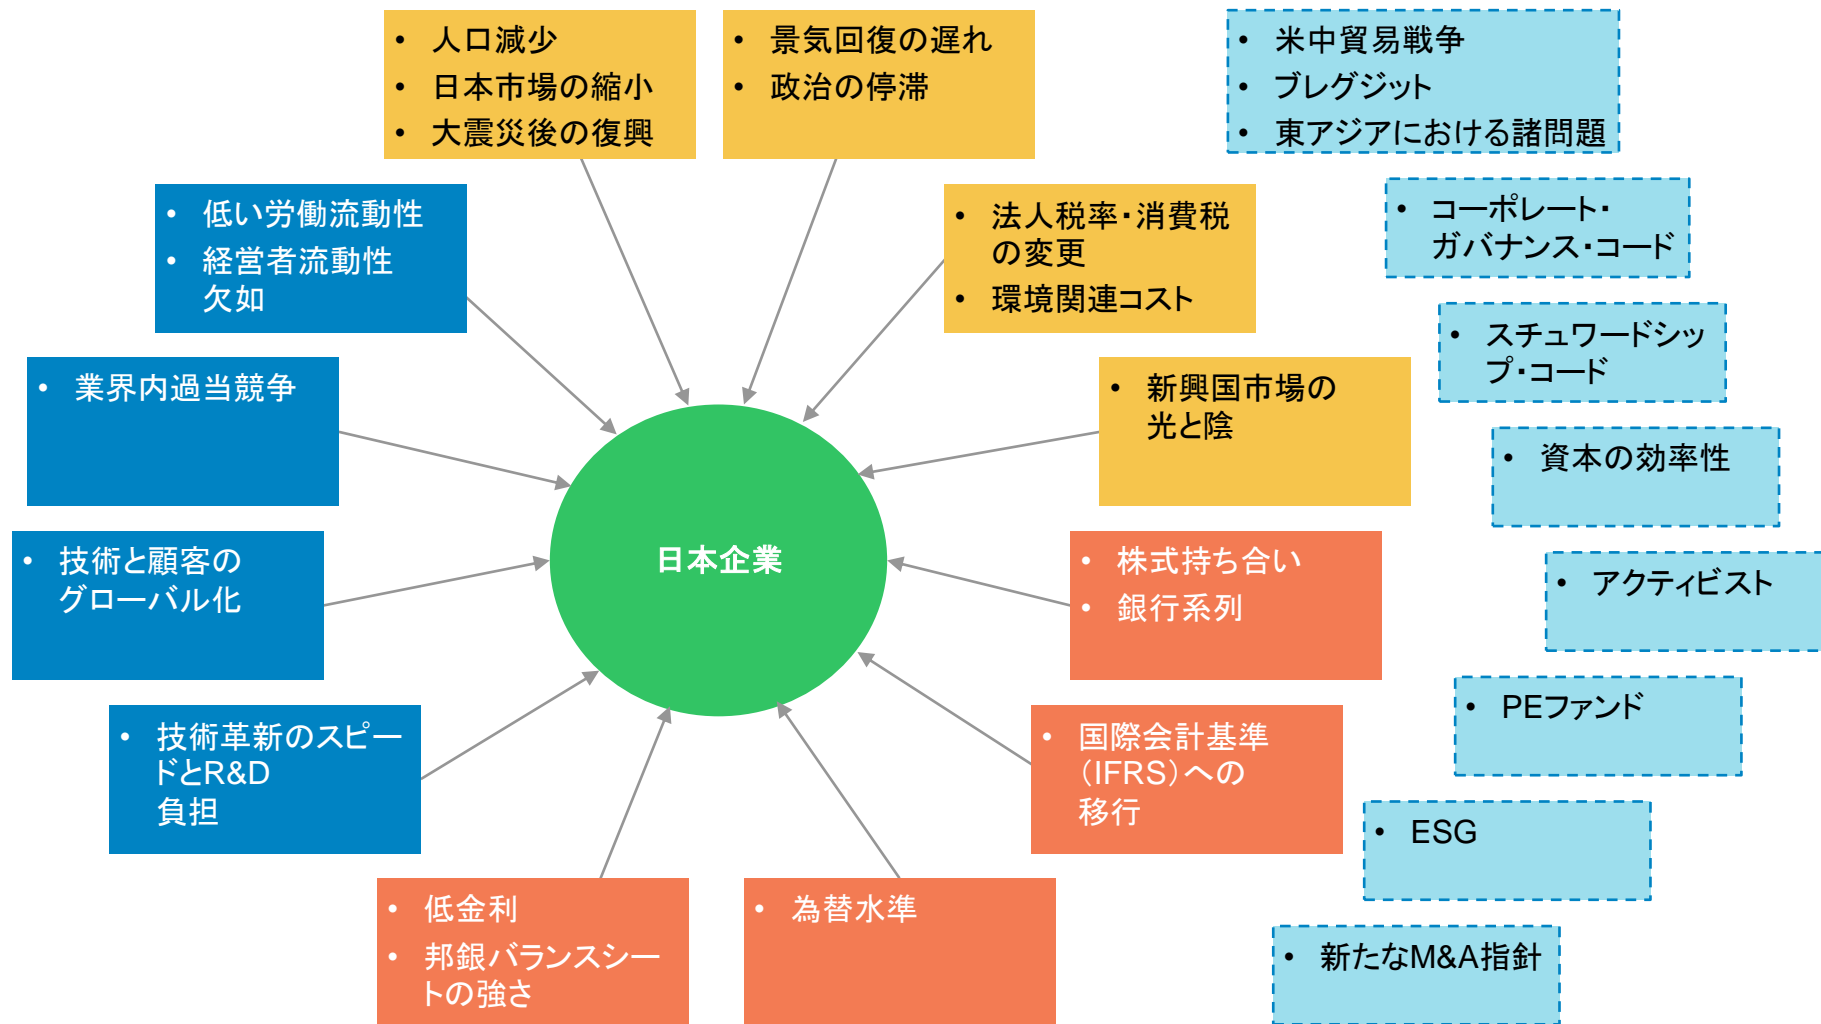 • 人口減少
• 日本市場の縮小
• 大震災後の復興
• 景気回復の遅れ
• 政治の停滞
• 米中貿易戦争
• ブレグジット
• 東アジアにおける諸問題
• 低い労働流動性
• 経営者流動性
欠如
• 法人税率・消費税
の変更
• 環境関連コスト
• コーポレート・
ガバナンス・コード
• スチュワードシッ
プ・コード
• 業界内過当競争
• 新興国市場の
光と陰
• 資本の効率性
日本企業
• 技術と顧客の
グローバル化
• 株式持ち合い
• 銀行系列
• アクティビスト
• 技術革新のスピー
ドとR&D
負担
• 国際会計基準
（IFRS）への
移行
• PEファンド
• ESG
• 低金利
• 邦銀バランスシー
トの強さ
• 為替水準
• 新たなM&A指針